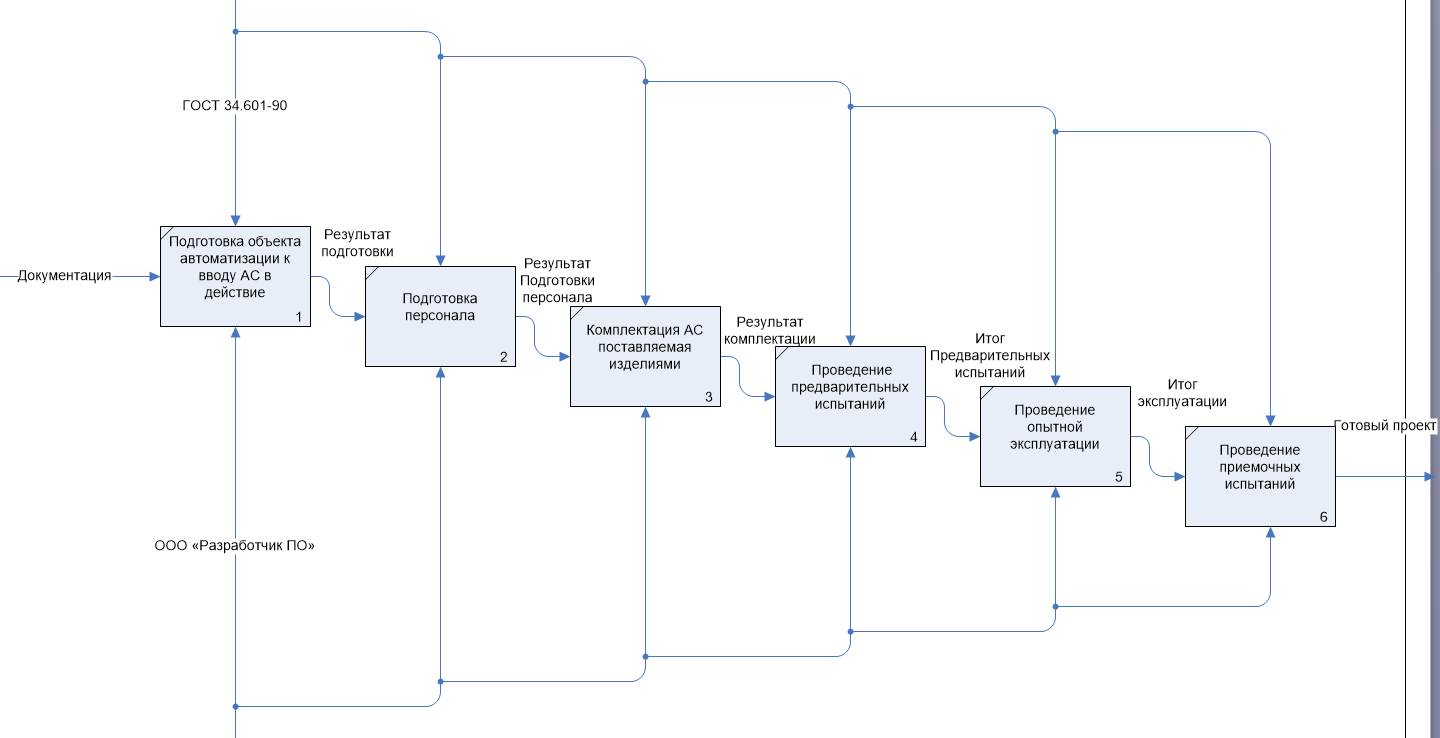 ГОСТ 34.601-90
Документация
Подготовка объекта
автоматизации к
вводу АС в
действие
1
Результат
подготовки
Подготовка
персонала
2
Результат
Подготовки
персонала
Комплектация АС
поставляемая
изделиями
3
Результат
комплектации
Проведение
предварительных
испытаний
4
Итог
Предварительных
испытаний
Проведение
опытной
эксплуатации
5
Итог
эксплуатации
Проведение
приемочных
испытаний
6
Готовый проект
ООО «Разработчик ПО»